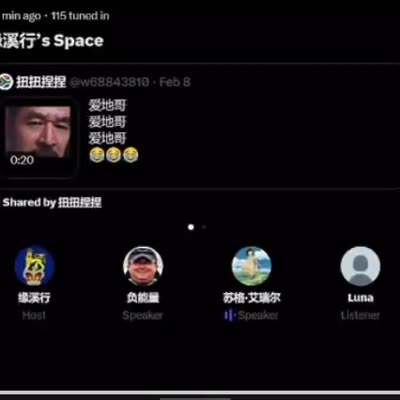 min ago · 115 tuned in
缘溪行's Space
扭扭捏捏 @w68843810 · Feb 8
爱地哥
爱地哥
爱地哥
😂😂😂
0:20
Shared by 扭扭捏捏
缘溪行 负能量 苏格·艾瑞尔 Luna
Host Speaker Speaker Listener